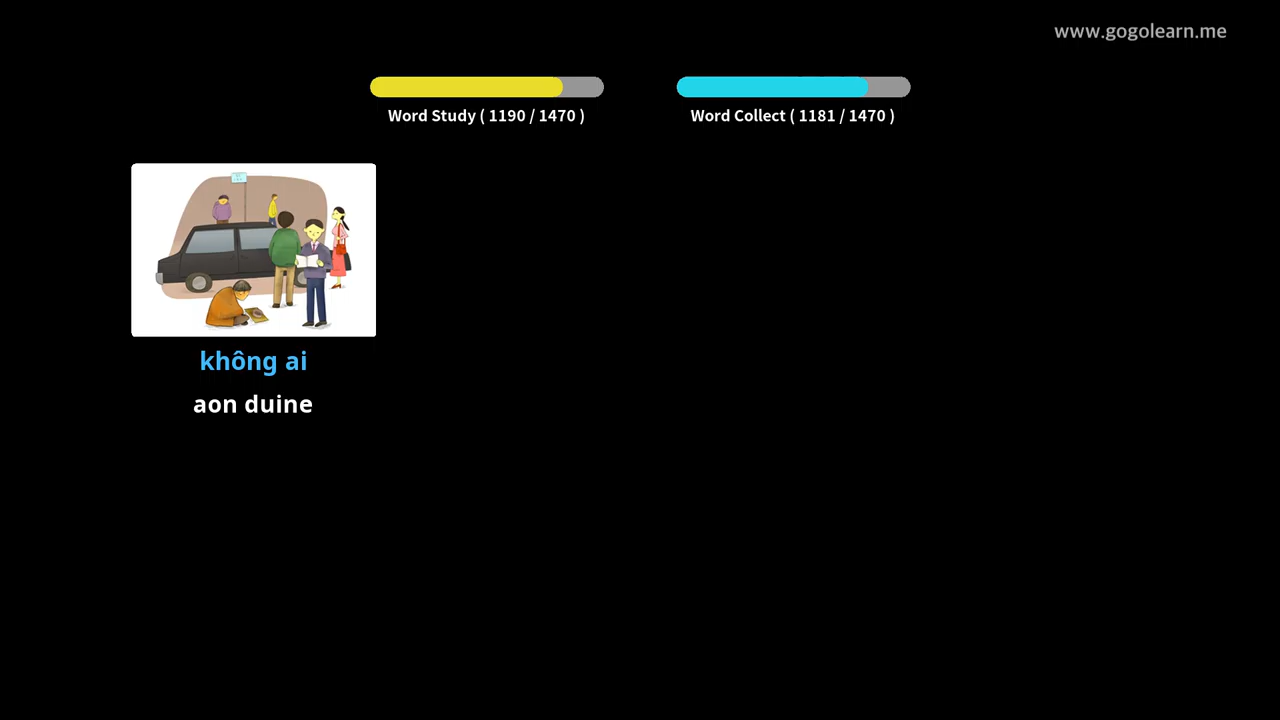 www.gogolearn.me
Word Study ( 1190 / 1470 )
Word Collect ( 1181 / 1470 )
không ai
aon duine